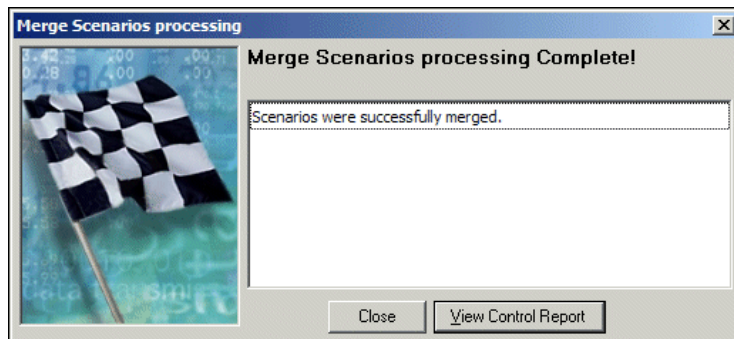 Merge Scenarios processing
Merge Scenarios processing Complete!
Scenarios were successfully merged.
Close
View Control Report